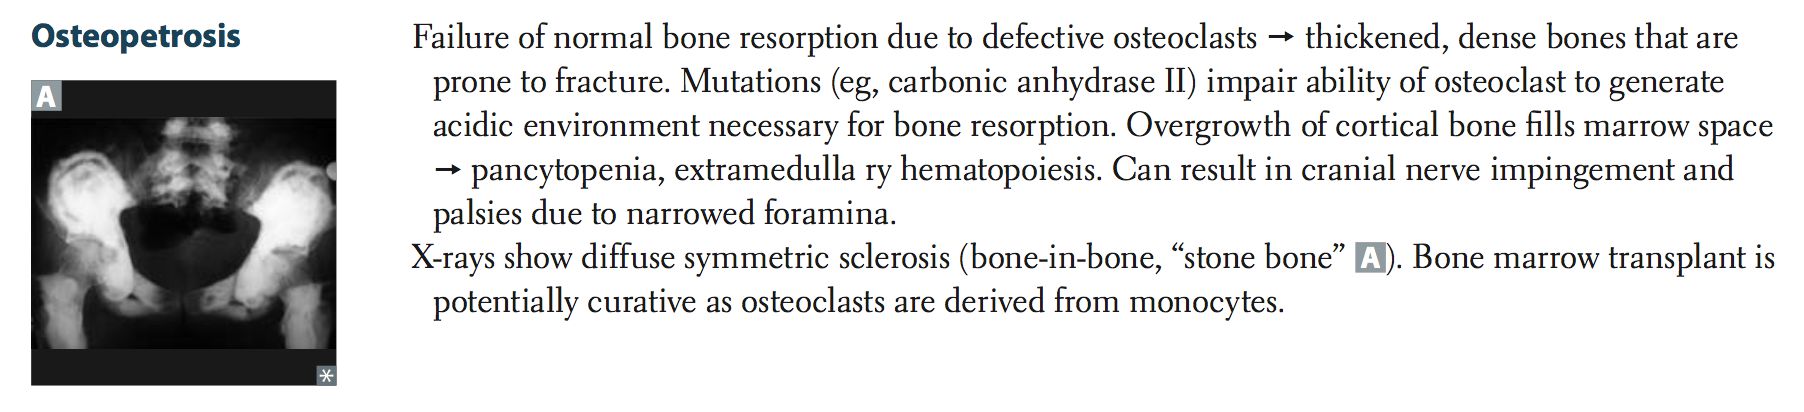 Osteopetrosis
A
Failure of normal bone resorption due to defective osteoclasts → thickened, dense bones that are
prone to fracture. Mutations (eg, carbonic anhydrase II) impair ability of osteoclast to generate
acidic environment necessary for bone resorption. Overgrowth of cortical bone fills marrow space
→ pancytopenia, extramedulla ry hematopoiesis. Can result in cranial nerve impingement and
palsies due to narrowed foramina.
X-rays show diffuse symmetric sclerosis (bone-in-bone, “stone bone” A). Bone marrow transplant is
potentially curative as osteoclasts are derived from monocytes.
*